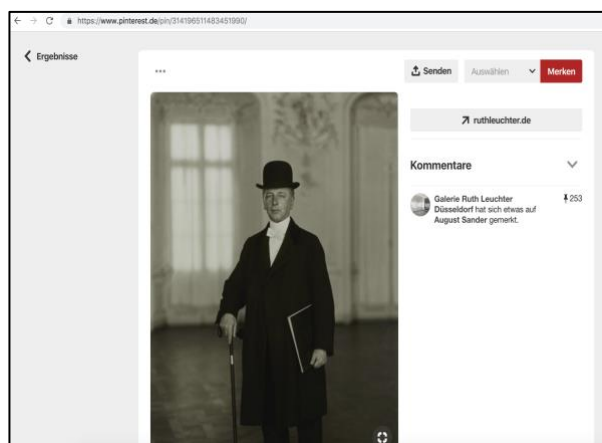 https://www.pinterest.de/pin/314196511483451990/
Ergebnisse
Senden
Auswählen
Merken
ruthleuchter.de
Kommentare
Galerie Ruth Leuchter
Düsseldorf hat sich etwas auf
August Sander gemerkt.
253